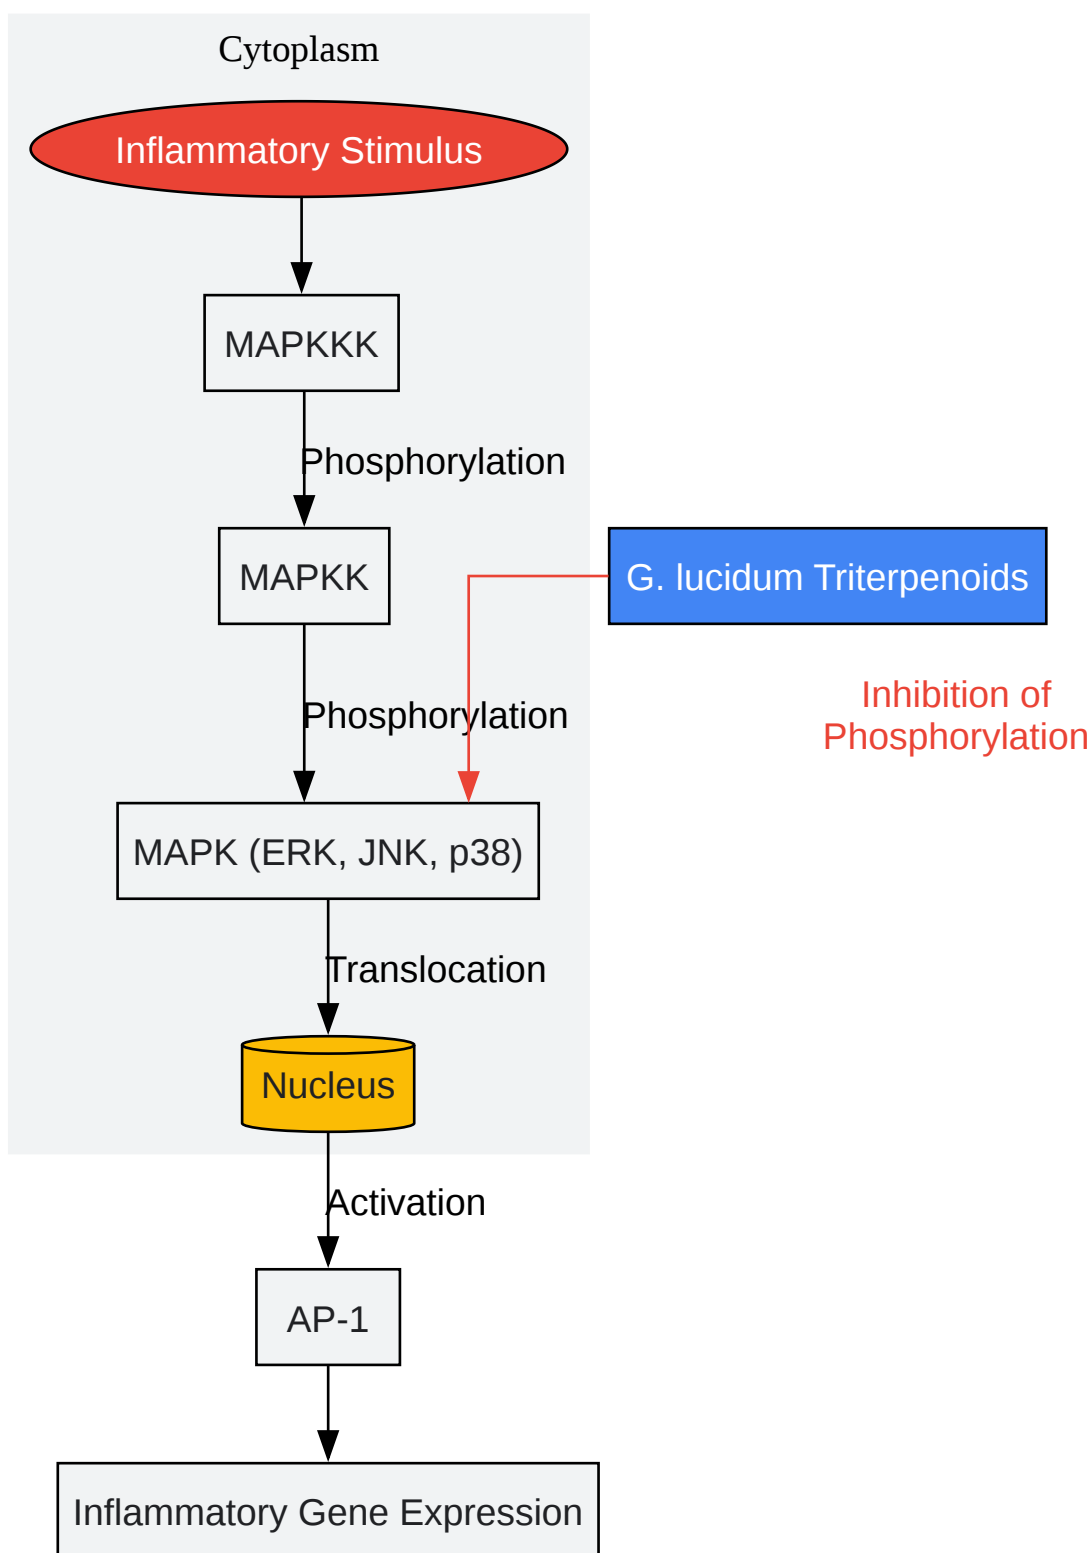 Cytoplasm
Inflammatory Stimulus
MAPKKK
Phosphorylation
MAPKK
G. lucidum Triterpenoids
Inhibition of
Phosphorylation
Phosphorylation
MAPK (ERK, JNK, p38)
Translocation
Nucleus
Activation
AP-1
Inflammatory Gene Expression